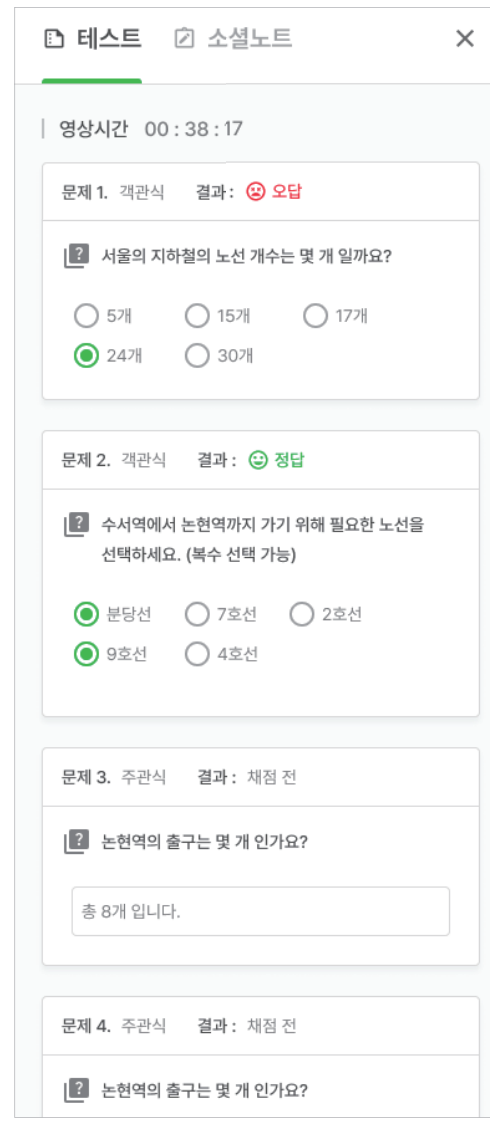 테스트 소셜노트
영상시간 00 : 38 : 17
문제 1. 객관식 결과 : 오답
? 서울의 지하철의 노선 개수는 몇 개 일까요?
5개 15개 17개
24개 30개
문제 2. 객관식 결과 : 정답
? 수서역에서 논현역까지 가기 위해 필요한 노선을
선택하세요. (복수 선택 가능)
분당선 7호선 2호선
9호선 4호선
문제 3. 주관식 결과 : 채점 전
? 논현역의 출구는 몇 개 인가요?
총 8개 입니다.
문제 4. 주관식 결과 : 채점 전
? 논현역의 출구는 몇 개 인가요?